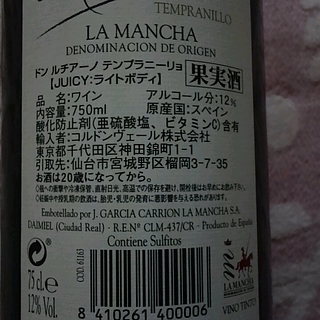 TEMPRANILLO
LA MANCHA
DENOMINACION DE ORIGEN
ドン ルチアーノ テンプラニーリョ
【JUICY:ライトボディ】
果実酒
品名:ワイン アルコール分:12%
内容量:750ml 原産国:スペイン
酸化防止剤(亜硫酸塩、ビタミンC)含有
輸入者:コルドンヴェール株式会社
東京都千代田区神田錦町1-1
引取先:仙台市宮城野区榴岡3-7-35
お酒は20歳になってから。
Embotellado por J. GARCIA CARRION LA MANCHA S.A.
DAIMIEL (Ciudad Real) - R.E.Nº CLM-437/CR - Producto de España
Contiene Sulfitos
75 cl.e
12% Vol.
COD. 61163
8 410261 400006
m
LA MANCHA
VINO TINTO